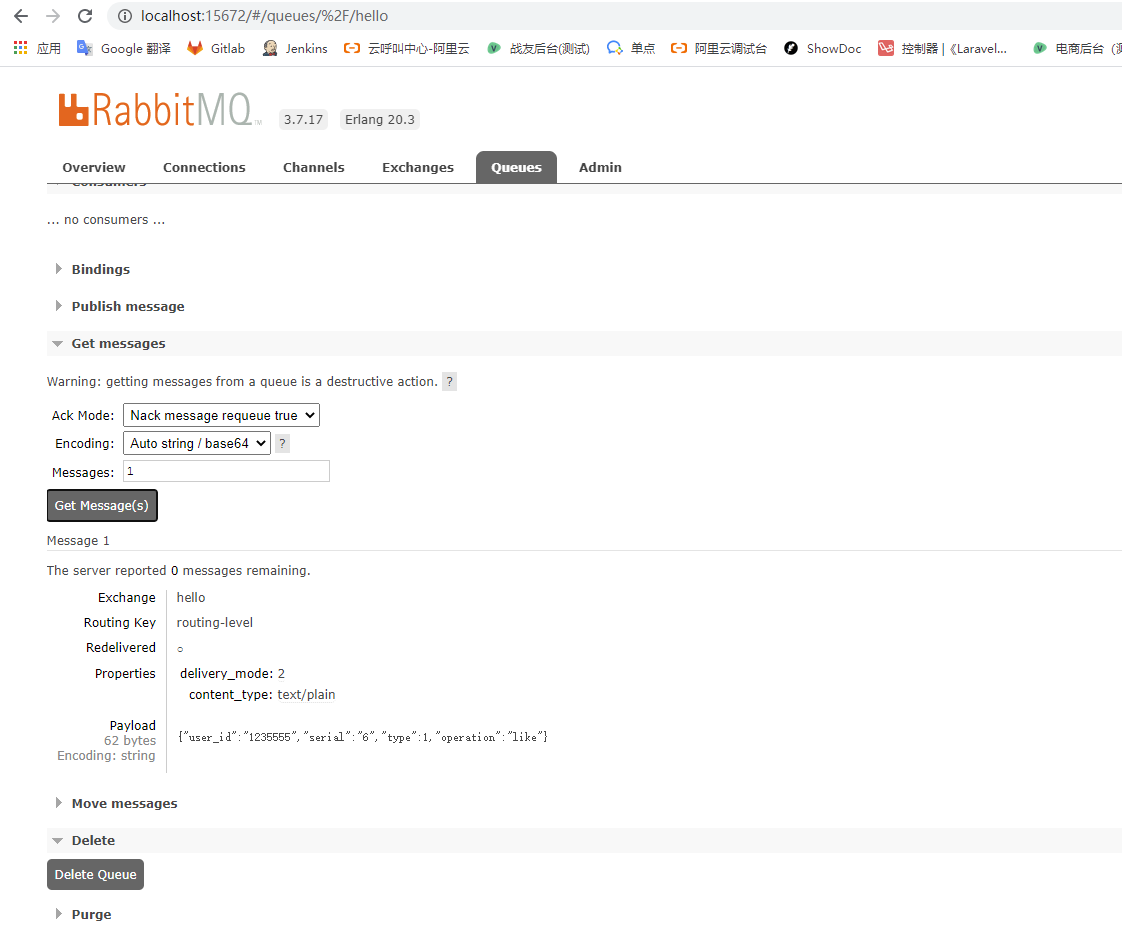 localhost:15672/#/queues/%2F/hello
应用 Google 翻译 Gitlab Jenkins 云呼叫中心-阿里云 战友后台(测试) 单点 阿里云调试台 ShowDoc 控制器 |《Laravel... 电商后台（
RabbitMQ TM 3.7.17 Erlang 20.3
Overview Connections Channels Exchanges Queues Admin
Consumers
... no consumers ...
Bindings
Publish message
Get messages
Warning: getting messages from a queue is a destructive action. ?
Ack Mode: Nack message requeue true
Encoding: Auto string / base64 ?
Messages: 1
Get Message(s)
Message 1
The server reported 0 messages remaining.
Exchange hello
Routing Key routing-level
Redelivered ○
Properties delivery_mode: 2
content_type: text/plain
Payload
62 bytes
Encoding: string
{"user_id":"1235555","serial":"6","type":1,"operation":"like"}
Move messages
Delete
Delete Queue
Purge